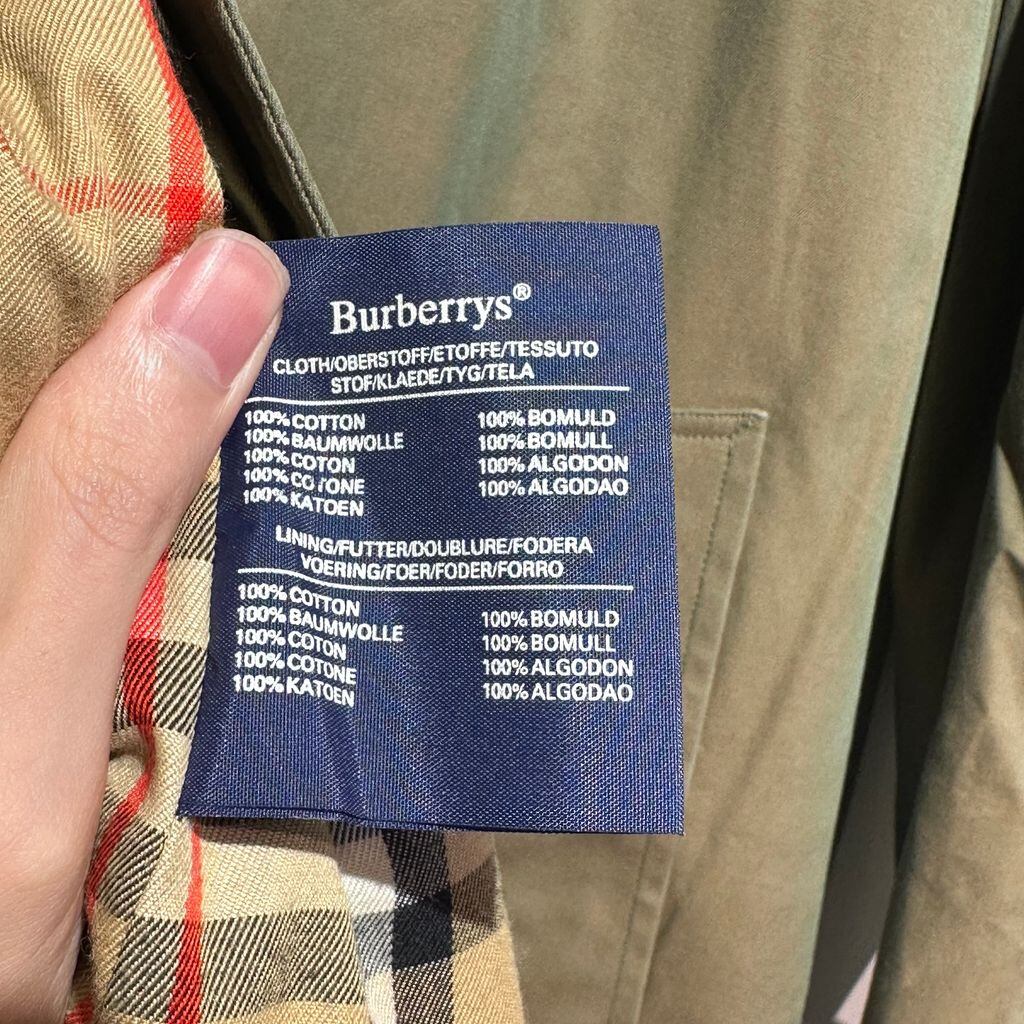 Burberrys®
CLOTH/OBERSTOFF/ETOFFE/TESSUTO
STOF/KLAEDE/TYG/TELA
100% COTTON
100% BAUMWOLLE
100% COTON
100% COTONE
100% KATOEN
100% BOMULD
100% BOMULL
100% ALGODON
100% ALGODAO
LINING/FUTTER/DOUBLURE/FODERA
VOERING/FOER/FODER/FORRO
100% COTTON
100% BAUMWOLLE
100% COTON
100% COTONE
100% KATOEN
100% BOMULD
100% BOMULL
100% ALGODON
100% ALGODAO